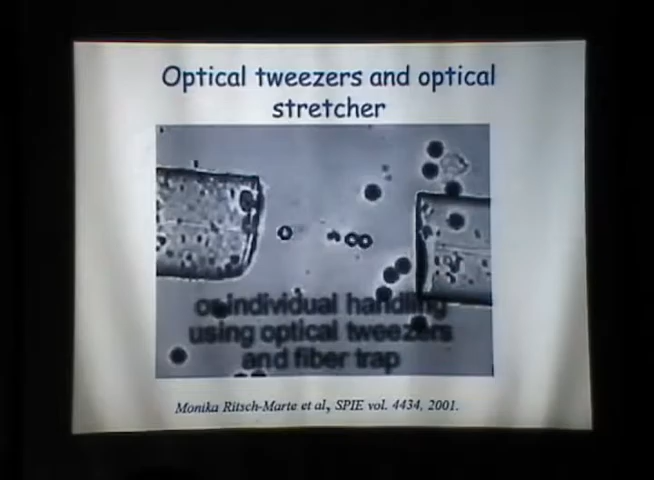 Optical tweezers and optical
stretcher
or individual handling
using optical tweezers
and fiber trap
Monika Ritsch-Marte et al, SPIE vol. 4434, 2001.